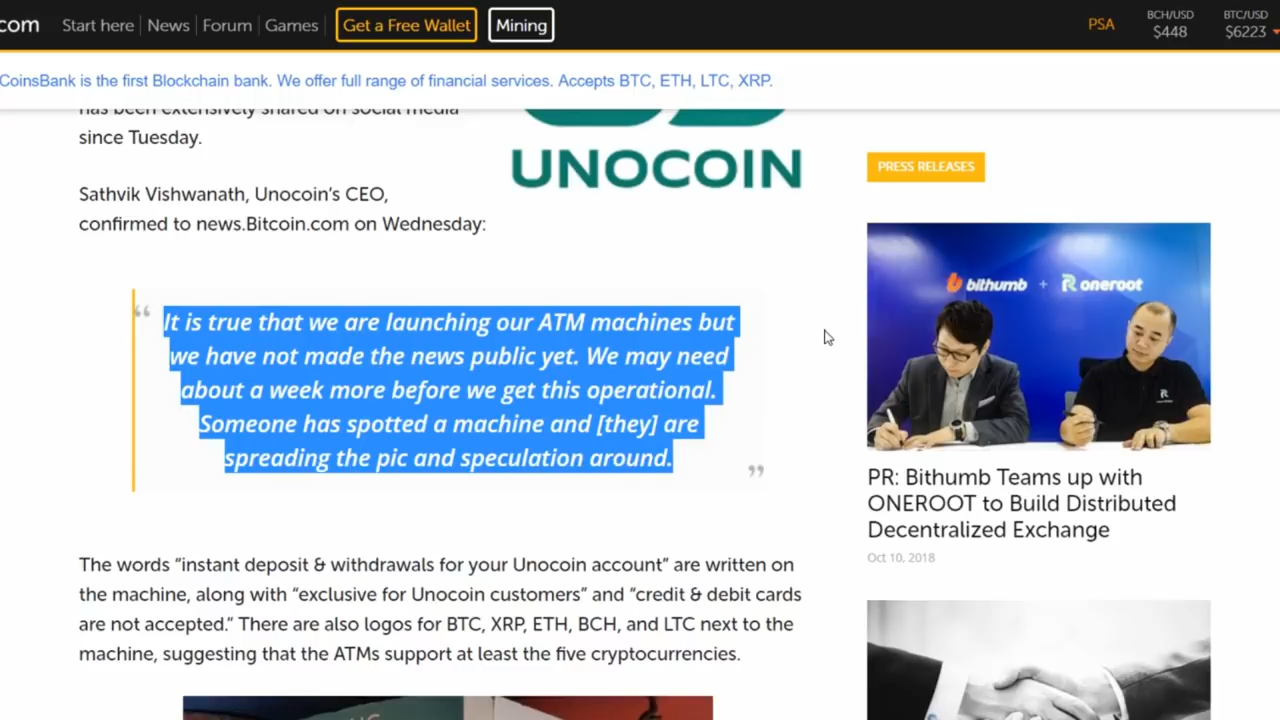 .com Start here News Forum Games Get a Free Wallet Mining PSA BCH/USD BTC/USD
$448 $6223
CoinsBank is the first Blockchain bank. We offer full range of financial services. Accepts BTC, ETH, LTC, XRP.
has been extensively shared on social media
since Tuesday.
UNOCOIN
Sathvik Vishwanath, Unocoin’s CEO,
confirmed to news.Bitcoin.com on Wednesday:
“ It is true that we are launching our ATM machines but
we have not made the news public yet. We may need
about a week more before we get this operational.
Someone has spotted a machine and [they] are
spreading the pic and speculation around. ”
The words “instant deposit & withdrawals for your Unocoin account” are written on
the machine, along with “exclusive for Unocoin customers” and “credit & debit cards
are not accepted.” There are also logos for BTC, XRP, ETH, BCH, and LTC next to the
machine, suggesting that the ATMs support at least the five cryptocurrencies.
PRESS RELEASES
bithumb + oneroot
PR: Bithumb Teams up with
ONEROOT to Build Distributed
Decentralized Exchange
Oct 10, 2018